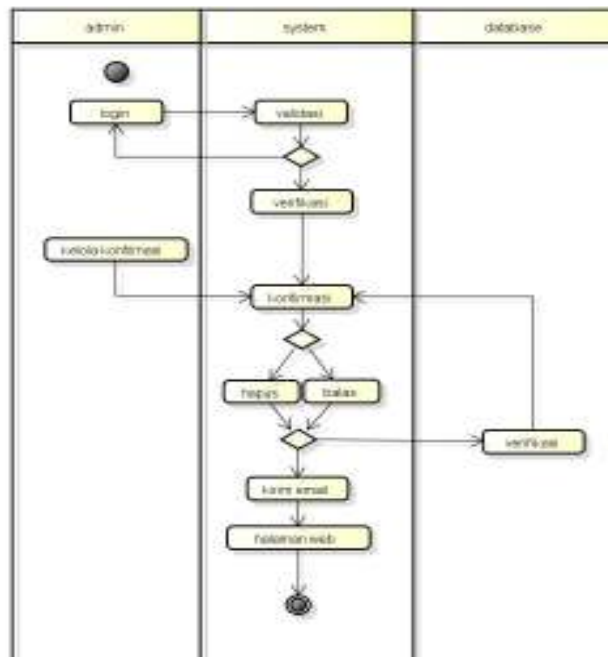 admin
system
database
login
validasi
verifikasi
kelola konfirmasi
konfirmasi
hapus
balas
verifikasi
kirim email
halaman web